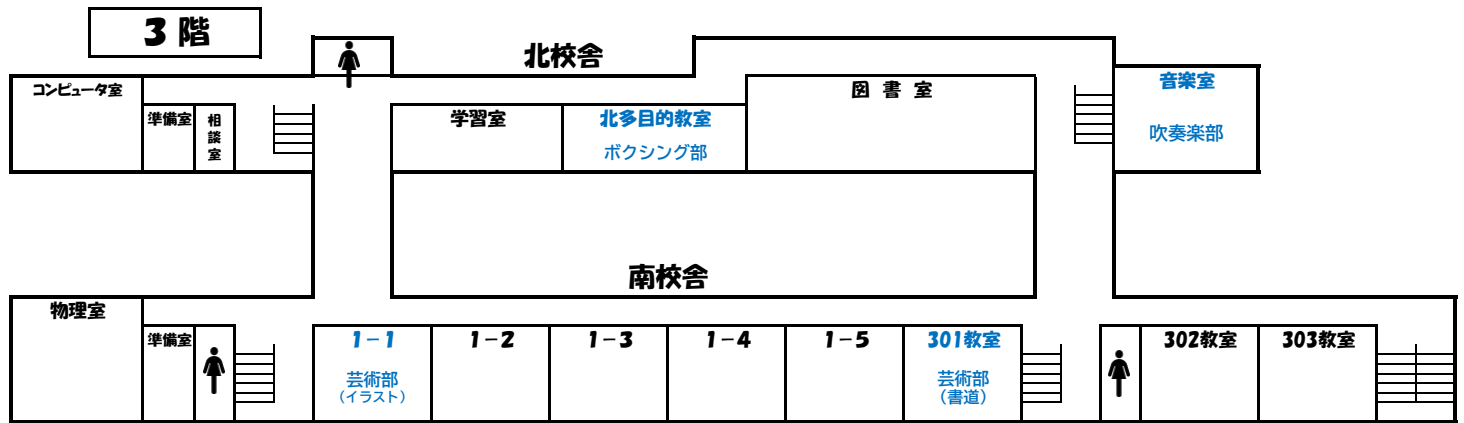 3 階
北校舎
コンピュータ室
準備室
相談室
学習室
北多目的教室
ボクシング部
図 書 室
音楽室
吹奏楽部
南校舎
物理室
準備室
1-1
芸術部
（イラスト）
1-2
1-3
1-4
1-5
301教室
芸術部
（書道）
302教室
303教室